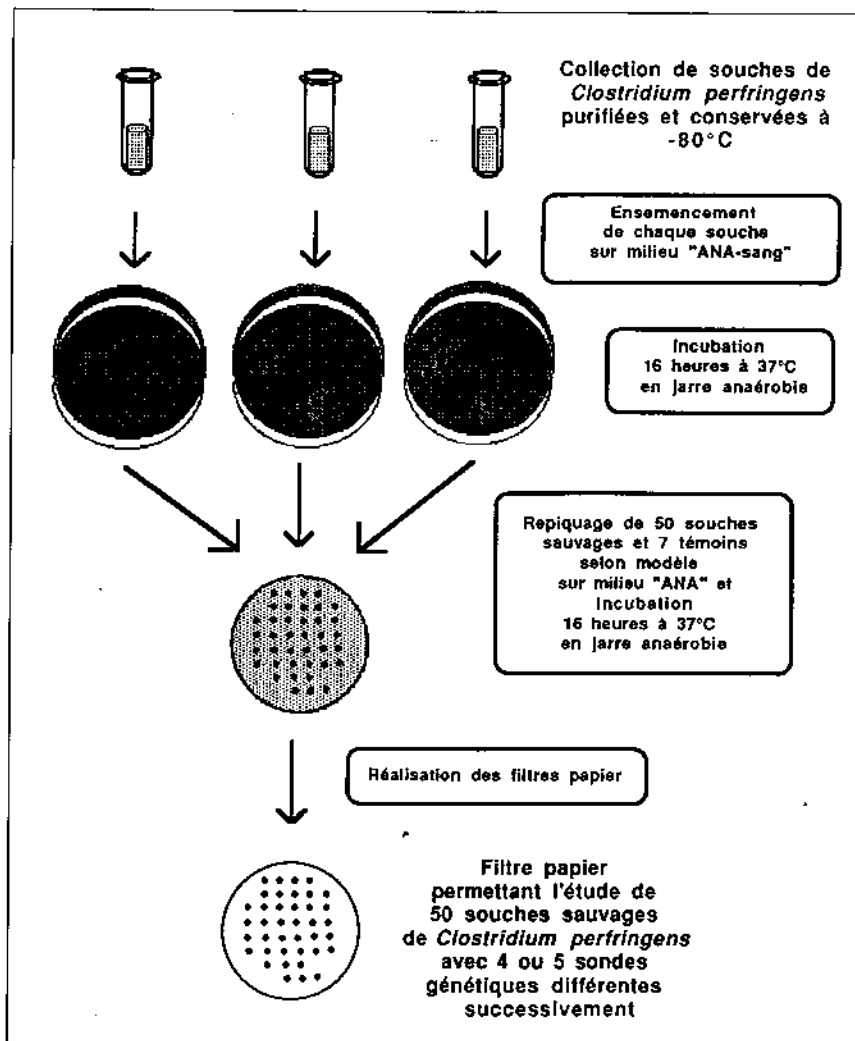 Collection de souches de
Clostridium perfringens
purifiées et conservées à
-80°C
Ensemencement
de chaque souche
sur milieu "ANA-sang"
Incubation
16 heures à 37°C
en jarre anaérobie
Repiquage de 50 souches
sauvages et 7 témoins
selon modèle
sur milieu "ANA" et
Incubation
16 heures à 37°C
en jarre anaérobie
Réalisation des filtres papier
Filtre papier
permettant l'étude de
50 souches sauvages
de Clostridium perfringens
avec 4 ou 5 sondes
génétiques différentes
successivement